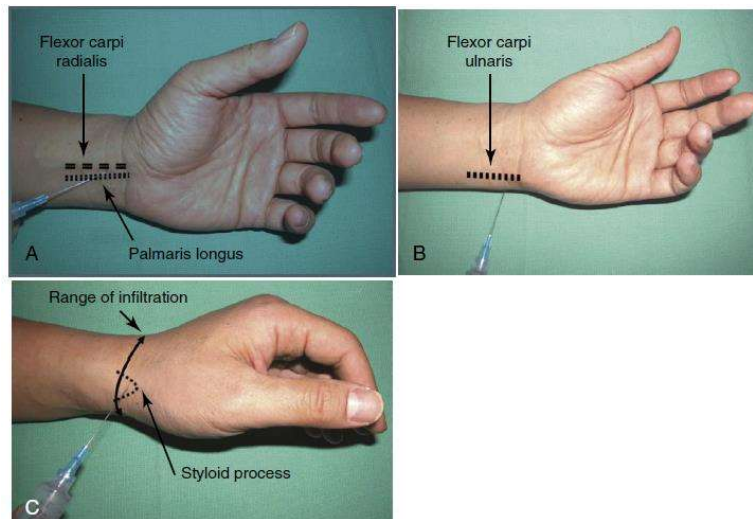 Flexor carpi
radialis
Palmaris longus
A
Flexor carpi
ulnaris
B
Range of infiltration
Styloid process
C